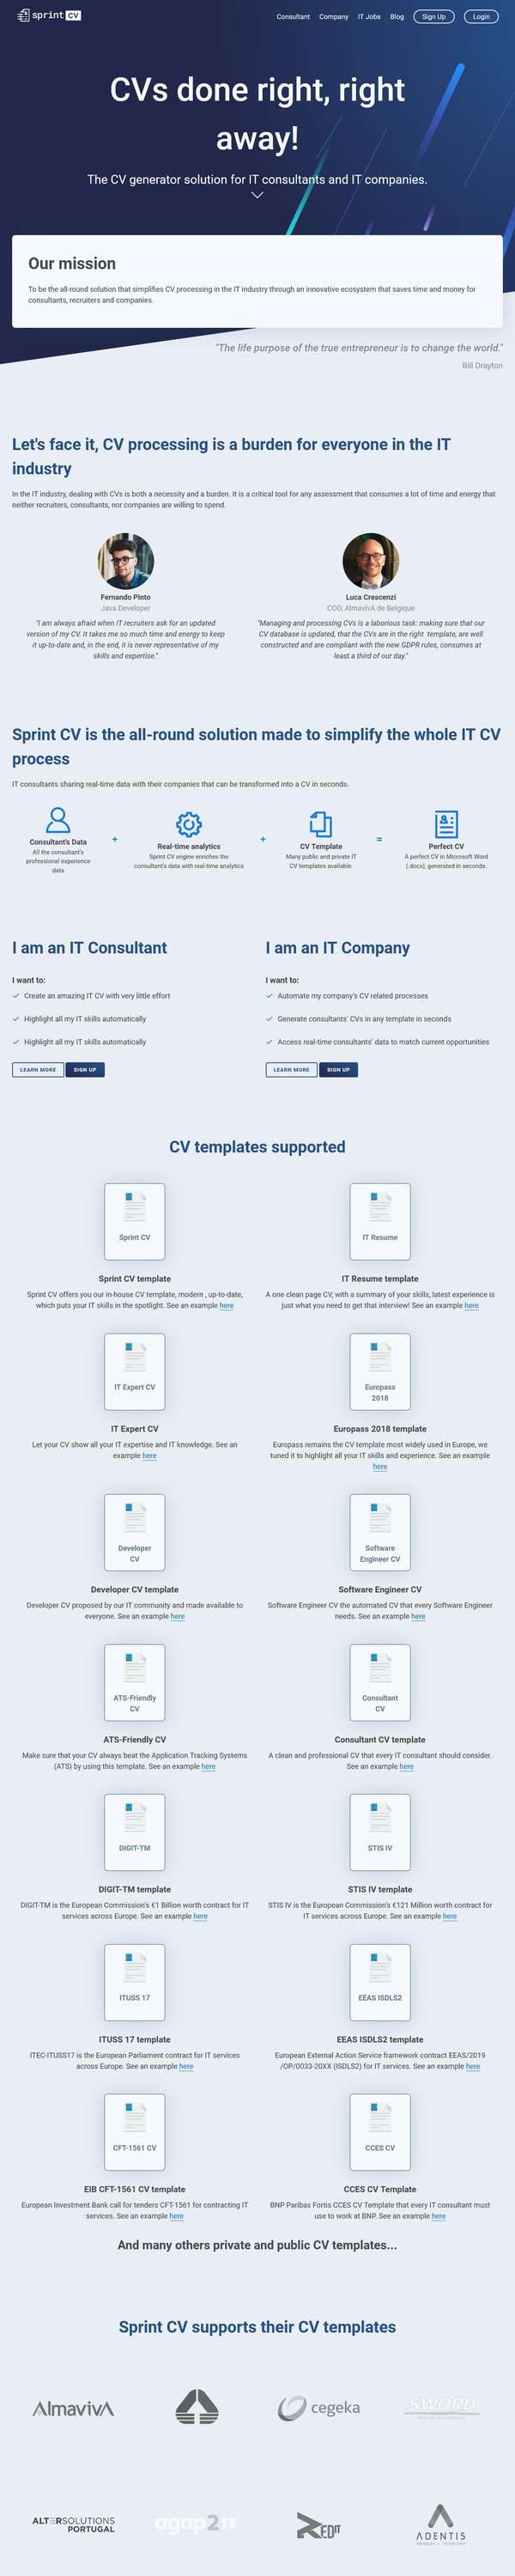 sprint CV
Consultant Company IT Jobs Blog Sign Up Login
CVs done right, right
away!
The CV generator solution for IT consultants and IT companies.
Our mission
To be the all-round solution that simplifies CV processing in the IT industry through an innovative ecosystem that saves time and money for
consultants, recruiters and companies.
"The life purpose of the true entrepreneur is to change the world."
Bill Drayton
Let's face it, CV processing is a burden for everyone in the IT
industry
In the IT industry, dealing with CVs is both a necessity and a burden. It is a critical tool for any assessment that consumes a lot of time and energy that
neither recruiters, consultants, nor companies are willing to spend.
Fernando Pinto
Java Developer
"I am always afraid when IT recruiters ask for an updated
version of my CV. It takes me so much time and energy to keep
it up-to-date and, in the end, it is never representative of my
skills and expertise."
Luca Crescenzi
COO, AlmavivA de Belgique
"Managing and processing CVs is a laborious task: making sure that our
CV database is updated, that the CVs are in the right template, are well
constructed and are compliant with the new GDPR rules, consumes at
least a third of our day."
Sprint CV is the all-round solution made to simplify the whole IT CV
process
IT consultants sharing real-time data with their companies that can be transformed into a CV in seconds.
Consultant's Data
All the consultant's
professional experience
data
+
Real-time analytics
Sprint CV engine enriches the
consultant's data with real-time analytics
+
CV Template
Many public and private IT
CV templates available.
=
Perfect CV
A perfect CV in Microsoft Word
(.docx), generated in seconds.
I am an IT Consultant
I want to:
Create an amazing IT CV with very little effort
Highlight all my IT skills automatically
Highlight all my IT skills automatically
LEARN MORE SIGN UP
I am an IT Company
I want to:
Automate my company's CV related processes
Generate consultants' CVs in any template in seconds
Access real-time consultants' data to match current opportunities
LEARN MORE SIGN UP
CV templates supported
Sprint CV
Sprint CV template
Sprint CV offers you our in-house CV template, modern , up-to-date,
which puts your IT skills in the spotlight. See an example here
IT Resume
IT Resume template
A one clean page CV, with a summary of your skills, latest experience is
just what you need to get that interview! See an example here
IT Expert CV
IT Expert CV
Let your CV show all your IT expertise and IT knowledge. See an
example here
Europass
2018
Europass 2018 template
Europass remains the CV template most widely used in Europe, we
tuned it to highlight all your IT skills and experience. See an example
here
Developer
CV
Developer CV template
Developer CV proposed by our IT community and made available to
everyone. See an example here
Software
Engineer CV
Software Engineer CV
Software Engineer CV the automated CV that every Software Engineer
needs. See an example here
ATS-Friendly
CV
ATS-Friendly CV
Make sure that your CV always beat the Application Tracking Systems
(ATS) by using this template. See an example here
Consultant
CV
Consultant CV template
A clean and professional CV that every IT consultant should consider.
See an example here
DIGIT-TM
DIGIT-TM template
DIGIT-TM is the European Commission's €1 Billion worth contract for IT
services across Europe. See an example here
STIS IV
STIS IV template
STIS IV is the European Commission's €121 Million worth contract for
IT services across Europe. See an example here
ITUSS 17
ITUSS 17 template
ITEC-ITUSS17 is the European Parliament contract for IT services
across Europe. See an example here
EEAS ISDLS2
EEAS ISDLS2 template
European External Action Service framework contract EEAS/2019
/OP/0033-20XX (ISDLS2) for IT services. See an example here
CFT-1561 CV
EIB CFT-1561 CV template
European Investment Bank call for tenders CFT-1561 for contracting IT
services. See an example here
CCES CV
CCES CV Template
BNP Paribas Fortis CCES CV Template that every IT consultant must
use to work at BNP. See an example here
And many others private and public CV templates...
Sprint CV supports their CV templates
AlmavivA
cegeka
SWORD
ALTERSOLUTIONS
PORTUGAL
agap2IT
REDIT
ADENTIS